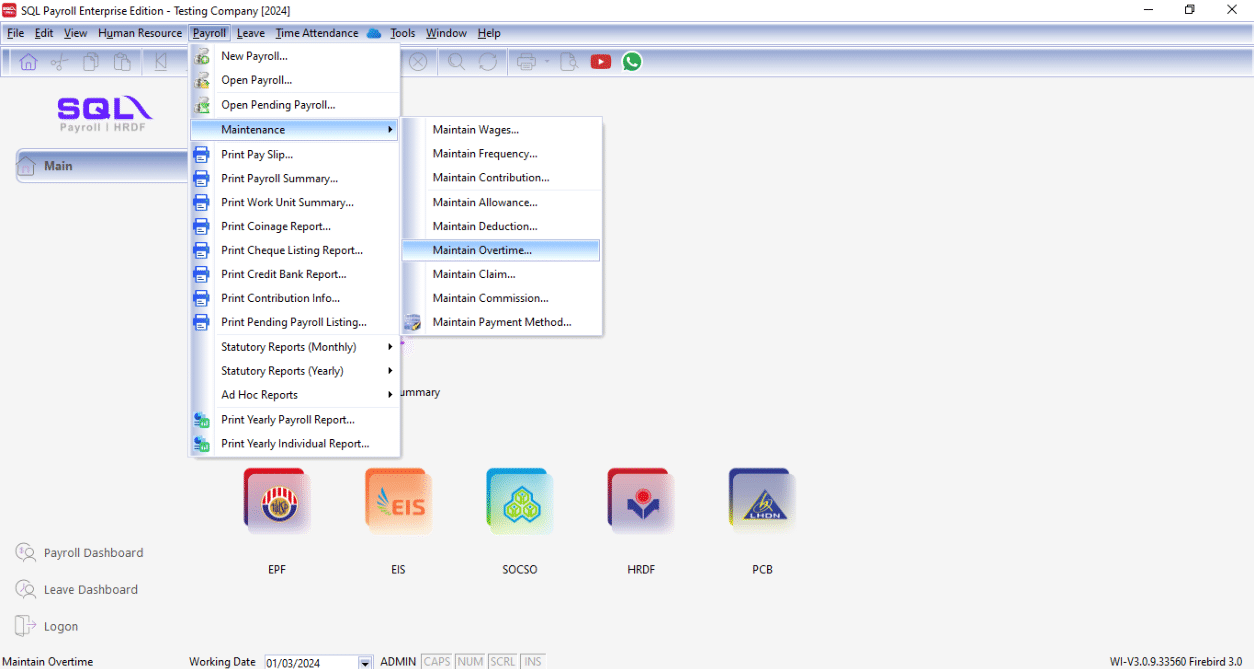 SQL Payroll Enterprise Edition - Testing Company [2024]
File Edit View Human Resource Payroll Leave Time Attendance Tools Window Help
SQL
Payroll | HRDF
Main
New Payroll...
Open Payroll...
Open Pending Payroll...
Maintenance
Print Pay Slip...
Print Payroll Summary...
Print Work Unit Summary...
Print Coinage Report...
Print Cheque Listing Report...
Print Credit Bank Report...
Print Contribution Info...
Print Pending Payroll Listing...
Statutory Reports (Monthly)
Statutory Reports (Yearly)
Ad Hoc Reports
Print Yearly Payroll Report...
Print Yearly Individual Report...
Maintain Wages...
Maintain Frequency...
Maintain Contribution...
Maintain Allowance...
Maintain Deduction...
Maintain Overtime...
Maintain Claim...
Maintain Commission...
Maintain Payment Method...
ummary
EIS
LHDN
EPF EIS SOCSO HRDF PCB
Payroll Dashboard
Leave Dashboard
Logon
Maintain Overtime Working Date 01/03/2024 ADMIN CAPS NUM SCRL INS WI-V3.0.9.33560 Firebird 3.0